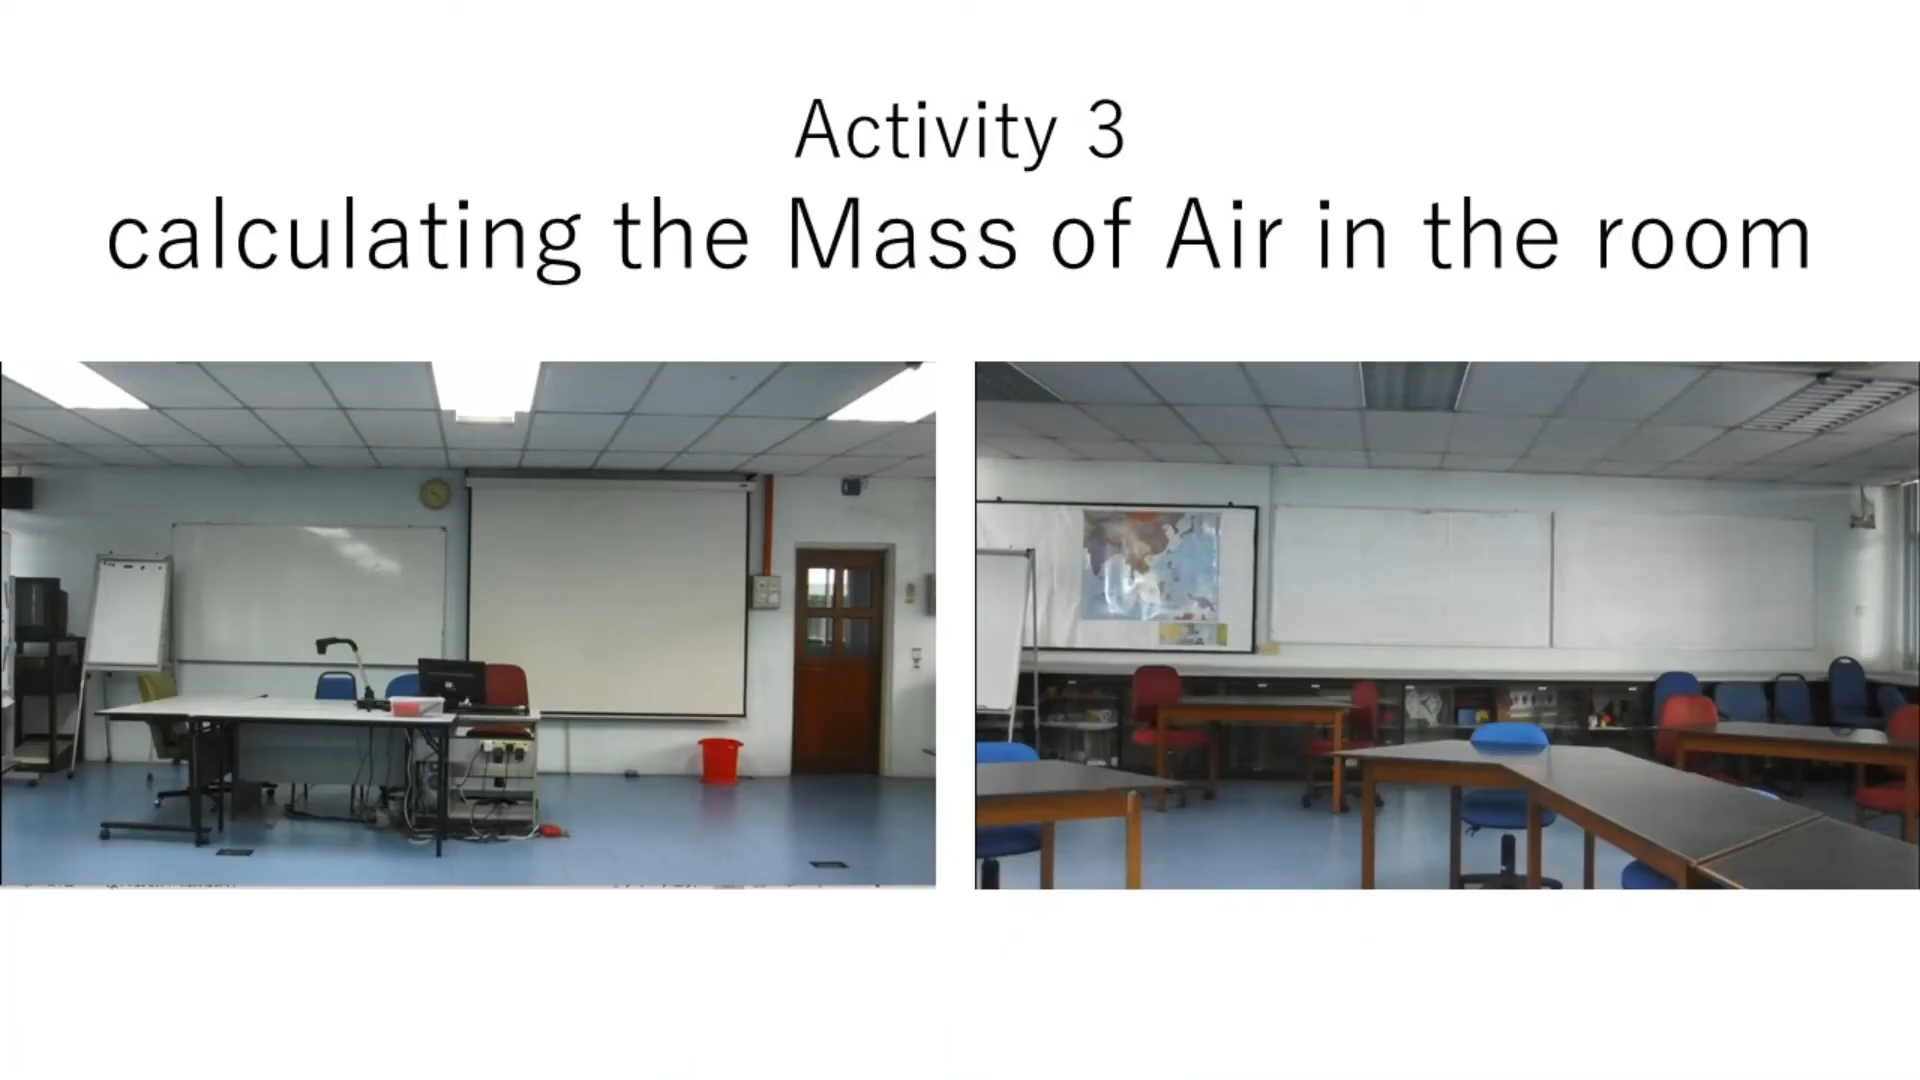 Activity 3
calculating the Mass of Air in the room